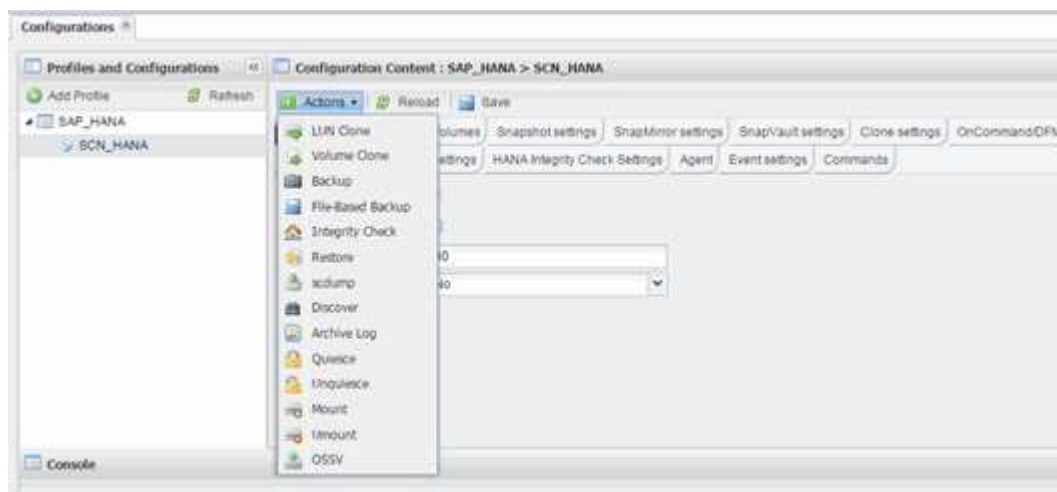 Configurations
Profiles and Configurations
Configuration Content : SAP_HANA > SCN_HANA
Add Profile
Refresh
Actions
Reload
Save
SAP_HANA
SCN_HANA
olumes
Snapshot settings
SnapMirror settings
SnapVault settings
Clone settings
OnCommand/DFM
ettings
HANA Integrity Check Settings
Agent
Event settings
Commands
LUN Clone
Volume Clone
Backup
File-Based Backup
Integrity Check
Restore
scdump
Discover
Archive Log
Quiesce
Unquiesce
Mount
Umount
OSSV
Console